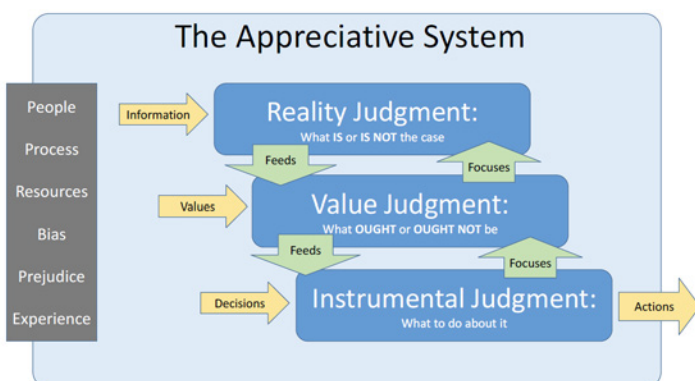 The Appreciative System
People
Process
Resources
Bias
Prejudice
Experience
Information
Reality Judgment:
What IS or IS NOT the case
Feeds
Focuses
Values
Value Judgment:
What OUGHT or OUGHT NOT be
Feeds
Focuses
Decisions
Instrumental Judgment:
What to do about it
Actions